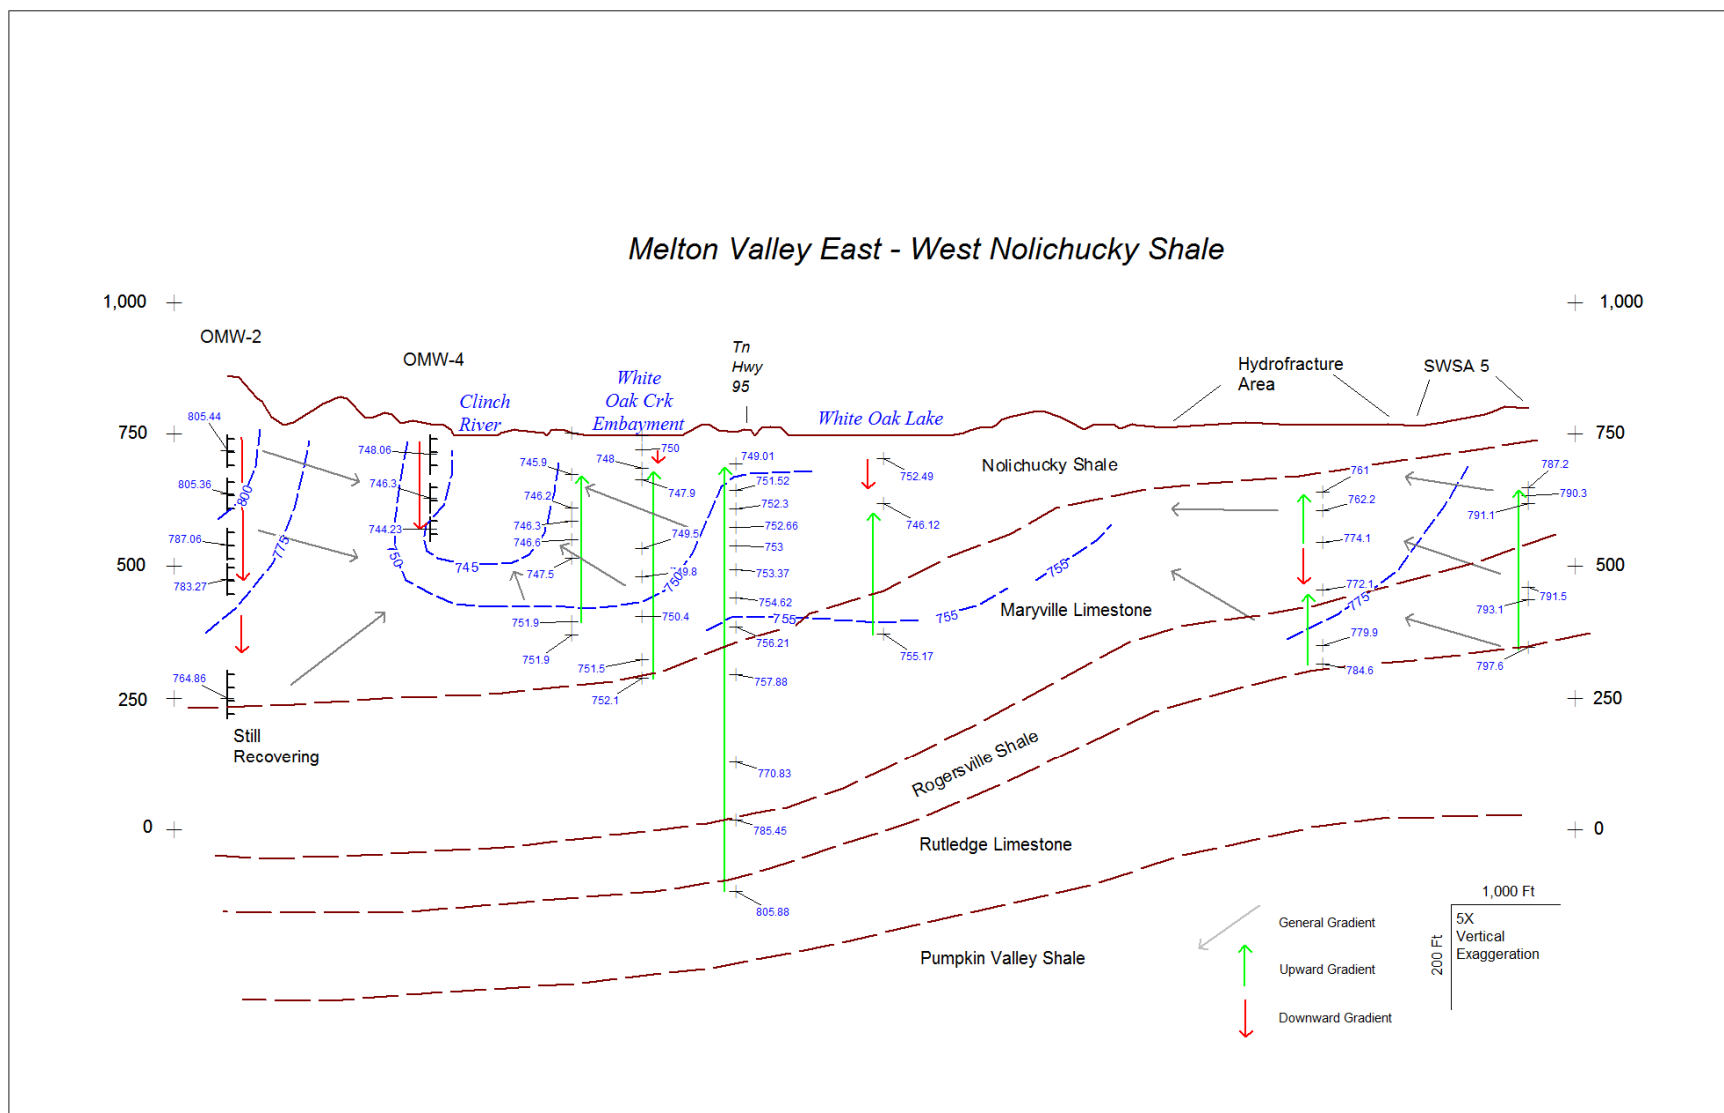 Melton Valley East - West Nolichucky Shale
1,000
1,000
OMW-2
OMW-4
Clinch
River
White
Oak Crk
Embayment
Tn
Hwy
95
White Oak Lake
Hydrofracture
Area
SWSA 5
750
750
500
500
250
250
0
0
805.44
805.36
787.06
783.27
764.86
Still
Recovering
800
775
748.06
746.3
744.23
750
745
745.9
746.2
746.3
746.6
747.5
751.9
751.9
750
748
747.9
749.5
749.8
750.4
751.5
752.1
750
749.01
751.52
752.3
752.66
753
753.37
754.62
755
756.21
757.88
770.83
785.45
805.88
752.49
746.12
755.17
755
755
Nolichucky Shale
Maryville Limestone
Rogersville Shale
Rutledge Limestone
Pumpkin Valley Shale
761
762.2
774.1
772.1
775
779.9
784.6
787.2
790.3
791.1
791.5
793.1
797.6
General Gradient
Upward Gradient
Downward Gradient
1,000 Ft
200 Ft
5X
Vertical
Exaggeration